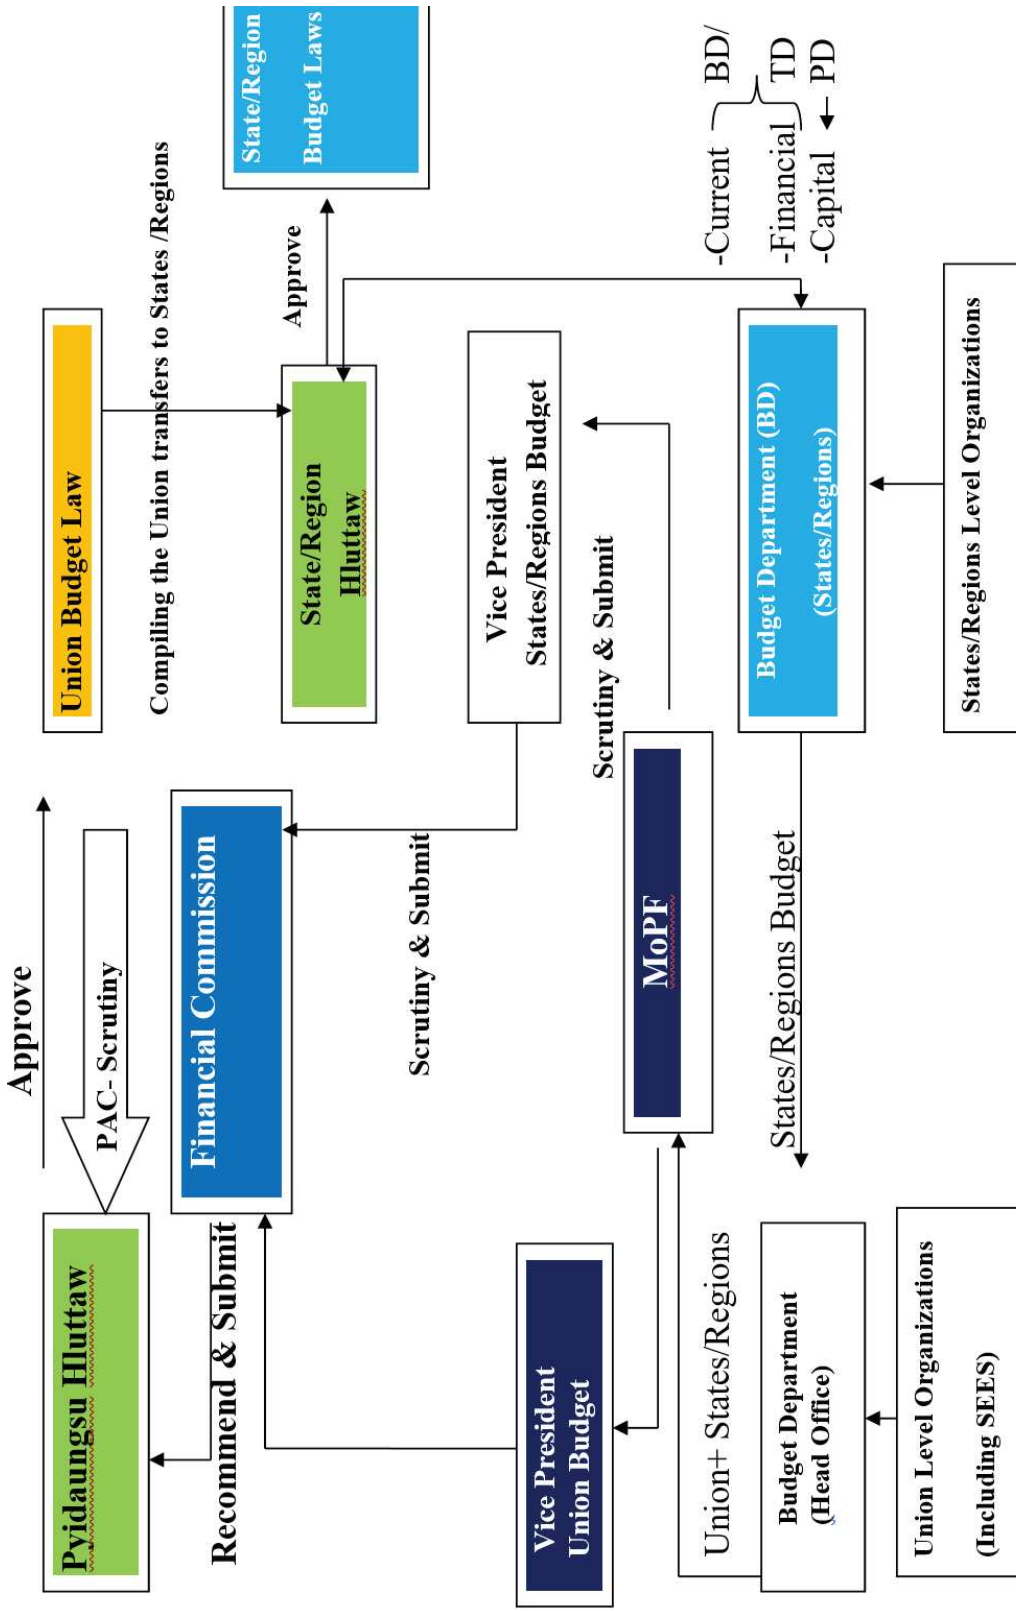 Approve
Pyidaungsu Hluttaw
PAC- Scrutiny
Union Budget Law
Compiling the Union transfers to States /Regions
Recommend & Submit
Financial Commission
State/Region
Hluttaw
Approve
State/Region
Budget Laws
Scrutiny & Submit
Vice President
States/Regions Budget
Vice President
Union Budget
Scrutiny & Submit
MoPF
Union+ States/Regions
States/Regions Budget
Budget Department
(Head Office)
Budget Department (BD)
(States/Regions)
-Current
BD/
-Financial
TD
-Capital
PD
Union Level Organizations
(Including SEES)
States/Regions Level Organizations